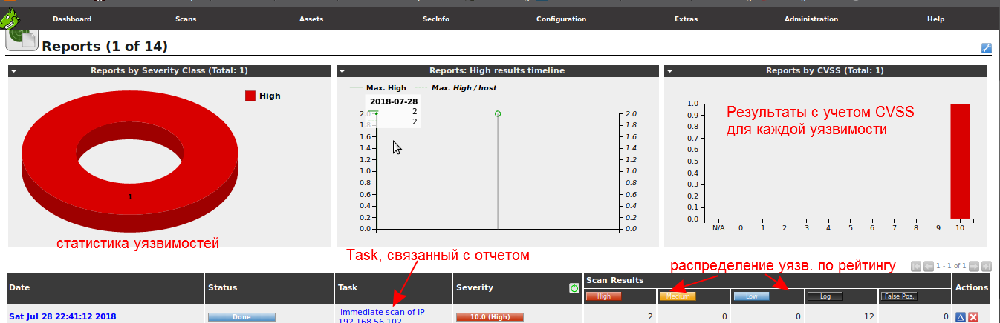 Dashboard Scans Assets SecInfo Configuration Extras Administration Help
Reports (1 of 14)
Reports by Severity Class (Total: 1)
High
1
статистика уязвимостей
Reports: High results timeline
Max. High Max. High / host
2018-07-28
2
2
2.0 2.0
1.8 1.8
1.6 1.6
1.4 1.4
1.2 1.2
1.0 1.0
0.8 0.8
0.6 0.6
0.4 0.4
0.2 0.2
0.0 0.0
Reports by CVSS (Total: 1)
Результаты с учетом CVSS
для каждой уязвимости
1.0
0.9
0.8
0.7
0.6
0.5
0.4
0.3
0.2
0.1
0.0
N/A 0 1 2 3 4 5 6 7 8 9 10
Task, связанный с отчетом
распределение уязв. по рейтингу
1 - 1 of 1
Date Status Task Severity Scan Results Actions
High Medium Low Log False Pos.
Sat Jul 28 22:41:12 2018 Done Immediate scan of IP 10.0 (High) 2 0 0 12 0
192.168.56.102